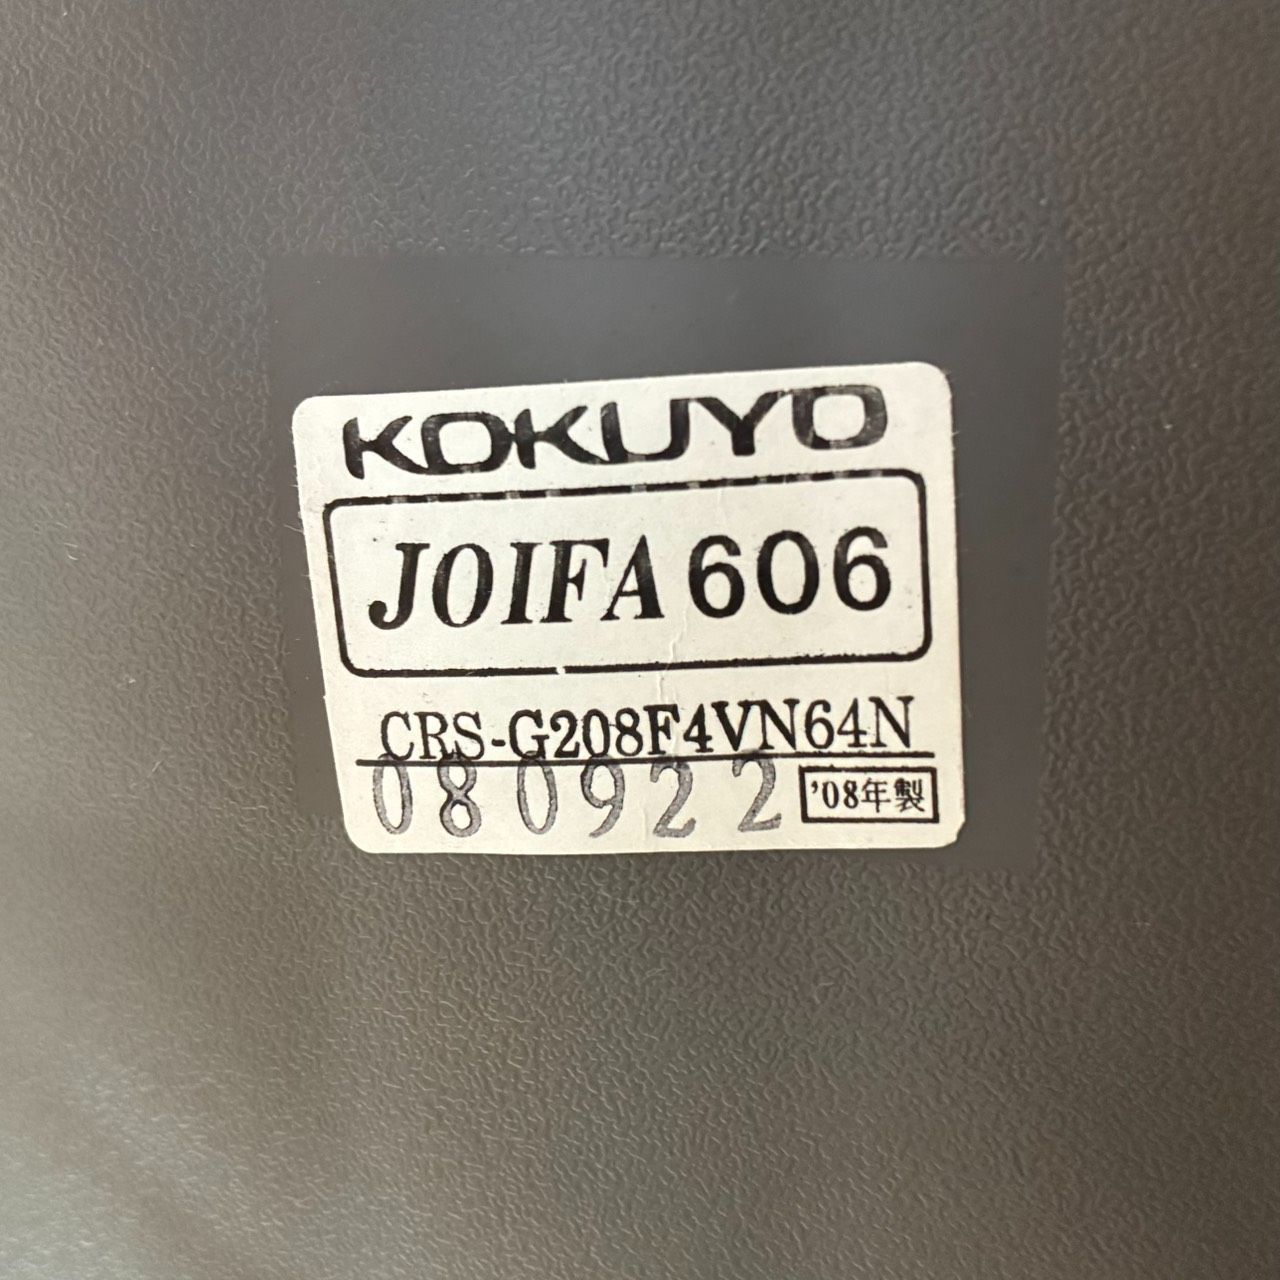 KOKUYO
JOIFA 606
CRS-G208F4VN64N
080922 '08年製